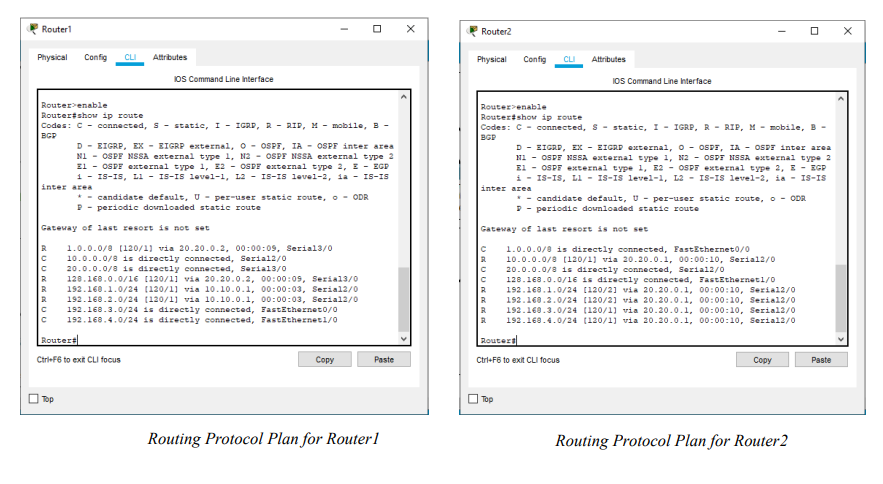 Router1
Physical Config CLI Attributes
IOS Command Line Interface
Router>enable
Router#show ip route
Codes: C - connected, S - static, I - IGRP, R - RIP, M - mobile, B -
BGP
D - EIGRP, EX - EIGRP external, O - OSPF, IA - OSPF inter area
N1 - OSPF NSSA external type 1, N2 - OSPF NSSA external type 2
E1 - OSPF external type 1, E2 - OSPF external type 2, E - EGP
i - IS-IS, L1 - IS-IS level-1, L2 - IS-IS level-2, ia - IS-IS
inter area
* - candidate default, U - per-user static route, o - ODR
P - periodic downloaded static route
Gateway of last resort is not set
R 1.0.0.0/8 [120/1] via 20.20.0.2, 00:00:09, Serial3/0
C 10.0.0.0/8 is directly connected, Serial2/0
C 20.0.0.0/8 is directly connected, Serial3/0
R 128.168.0.0/16 [120/1] via 20.20.0.2, 00:00:09, Serial3/0
R 192.168.1.0/24 [120/1] via 10.10.0.1, 00:00:03, Serial2/0
R 192.168.2.0/24 [120/1] via 10.10.0.1, 00:00:03, Serial2/0
C 192.168.3.0/24 is directly connected, FastEthernet0/0
C 192.168.4.0/24 is directly connected, FastEthernet1/0
Router#
Ctrl+F6 to exit CLI focus
Copy Paste
Top
Routing Protocol Plan for Router1
Router2
Physical Config CLI Attributes
IOS Command Line Interface
Router>enable
Router#show ip route
Codes: C - connected, S - static, I - IGRP, R - RIP, M - mobile, B -
BGP
D - EIGRP, EX - EIGRP external, O - OSPF, IA - OSPF inter area
N1 - OSPF NSSA external type 1, N2 - OSPF NSSA external type 2
E1 - OSPF external type 1, E2 - OSPF external type 2, E - EGP
i - IS-IS, L1 - IS-IS level-1, L2 - IS-IS level-2, ia - IS-IS
inter area
* - candidate default, U - per-user static route, o - ODR
P - periodic downloaded static route
Gateway of last resort is not set
C 1.0.0.0/8 is directly connected, FastEthernet0/0
R 10.0.0.0/8 [120/1] via 20.20.0.1, 00:00:10, Serial2/0
C 20.0.0.0/8 is directly connected, Serial2/0
C 128.168.0.0/16 is directly connected, FastEthernet1/0
R 192.168.1.0/24 [120/2] via 20.20.0.1, 00:00:10, Serial2/0
R 192.168.2.0/24 [120/2] via 20.20.0.1, 00:00:10, Serial2/0
R 192.168.3.0/24 [120/1] via 20.20.0.1, 00:00:10, Serial2/0
R 192.168.4.0/24 [120/1] via 20.20.0.1, 00:00:10, Serial2/0
Router#
Ctrl+F6 to exit CLI focus
Copy Paste
Top
Routing Protocol Plan for Router2